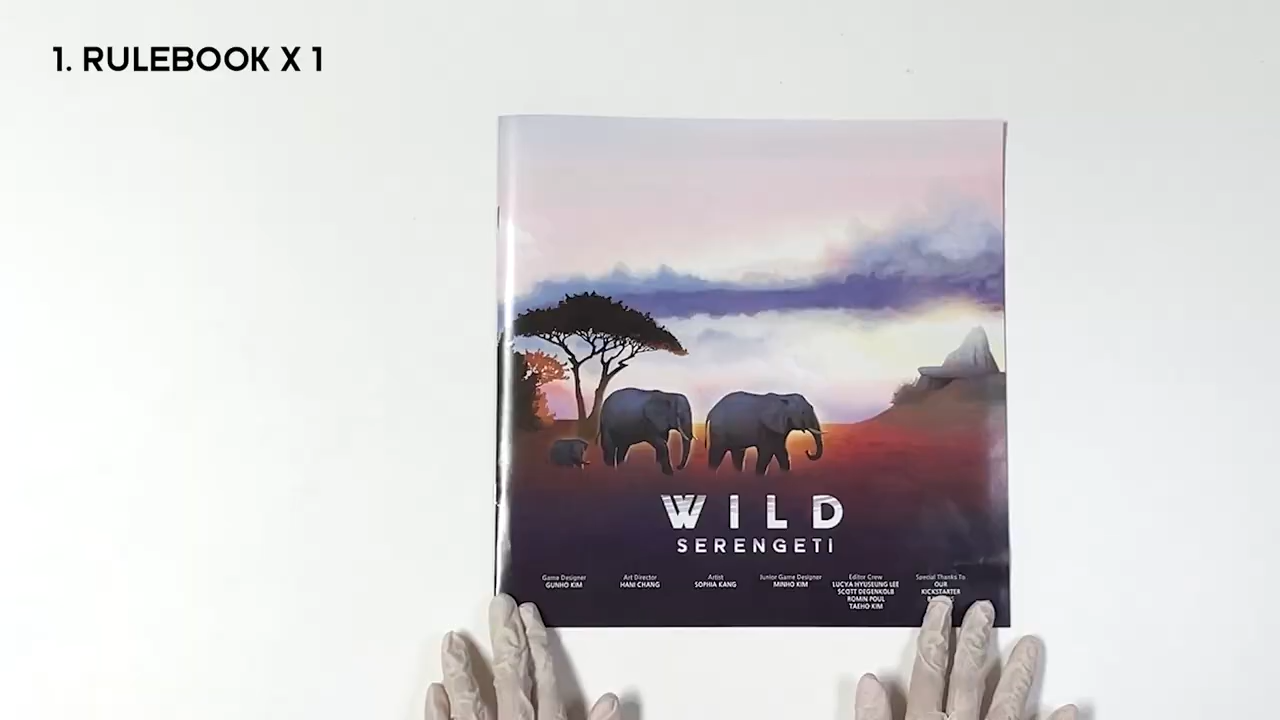 1. RULEBOOK X 1
WILD
SERENGETI
Game Designer
GUNHO KIM
Art Director
HANI CHANG
Artist
SOPHIA KANG
Junior Game Designer
MINHO KIM
Editor Crew
LUCYA HYUSEUNG LEE
SCOTT DEGENKOLB
ROMIN POUL
TAEHO KIM
Special Thanks To
OUR
KICKSTARTER